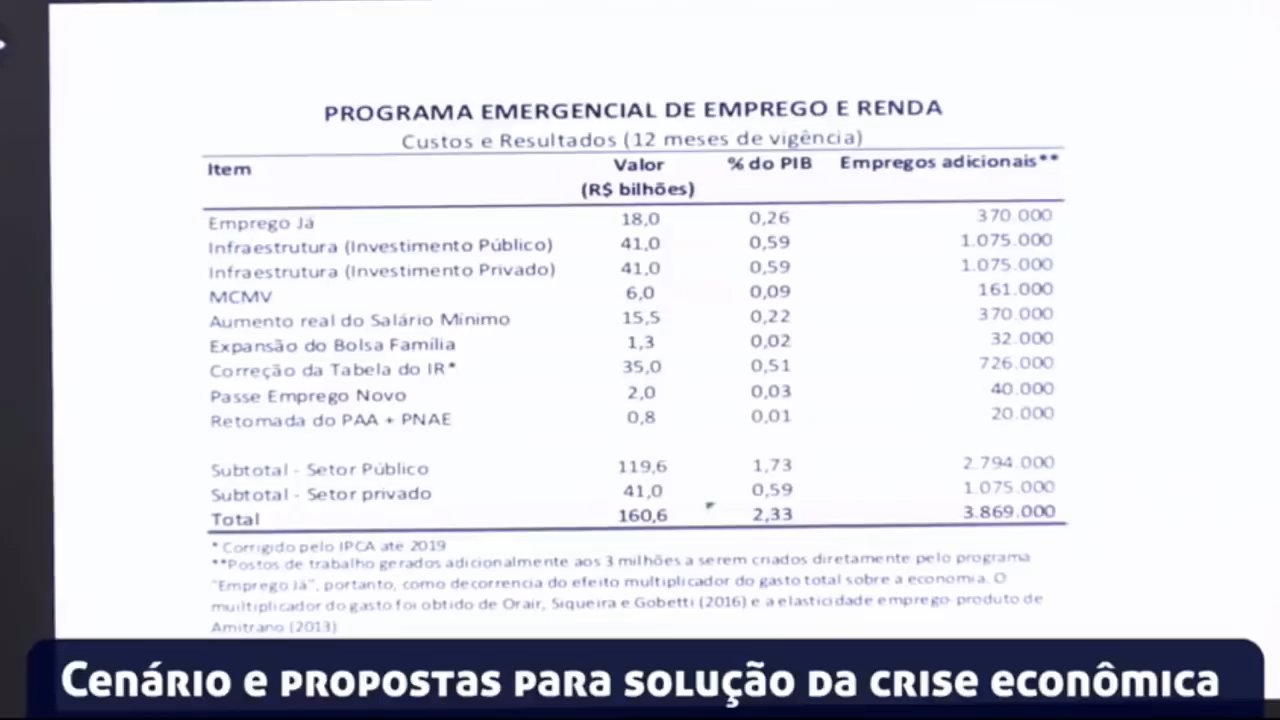 PROGRAMA EMERGENCIAL DE EMPREGO E RENDA
Custos e Resultados (12 meses de vigência)
Item Valor (R$ bilhões) % do PIB Empregos adicionais**
Emprego Já 18,0 0,26 370.000
Infraestrutura (Investimento Público) 41,0 0,59 1.075.000
Infraestrutura (Investimento Privado) 41,0 0,59 1.075.000
MCMV 6,0 0,09 161.000
Aumento real do Salário Mínimo 15,5 0,22 370.000
Expansão do Bolsa Família 1,3 0,02 32.000
Correção da Tabela do IR* 35,0 0,51 726.000
Passe Emprego Novo 2,0 0,03 40.000
Retomada do PAA + PNAE 0,8 0,01 20.000
Subtotal - Setor Público 119,6 1,73 2.794.000
Subtotal - Setor privado 41,0 0,59 1.075.000
Total 160,6 2,33 3.869.000
* Corrigido pelo IPCA até 2019
**Postos de trabalho gerados adicionalmente aos 3 milhões a serem criados diretamente pelo programa
"Emprego Já", portanto, como decorrencia do efeito multiplicador do gasto total sobre a economia. O
muiltiplicador do gasto foi obtido de Orair, Siqueira e Gobetti (2016) e a elasticidade emprego-produto de
Amitrano (2013)
Cenário e propostas para solução da crise econômica